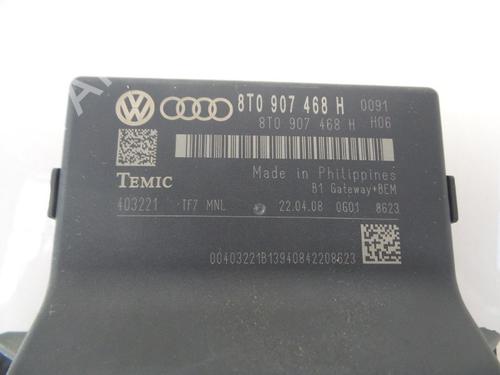 8T0 907 468 H 0091
8T0 907 468 H H06
TEMIC
Made in Philippines
B1 Gateway+BEM
403221 TF7 MNL 22.04.08 0G01 8623
00403221B13940842208623